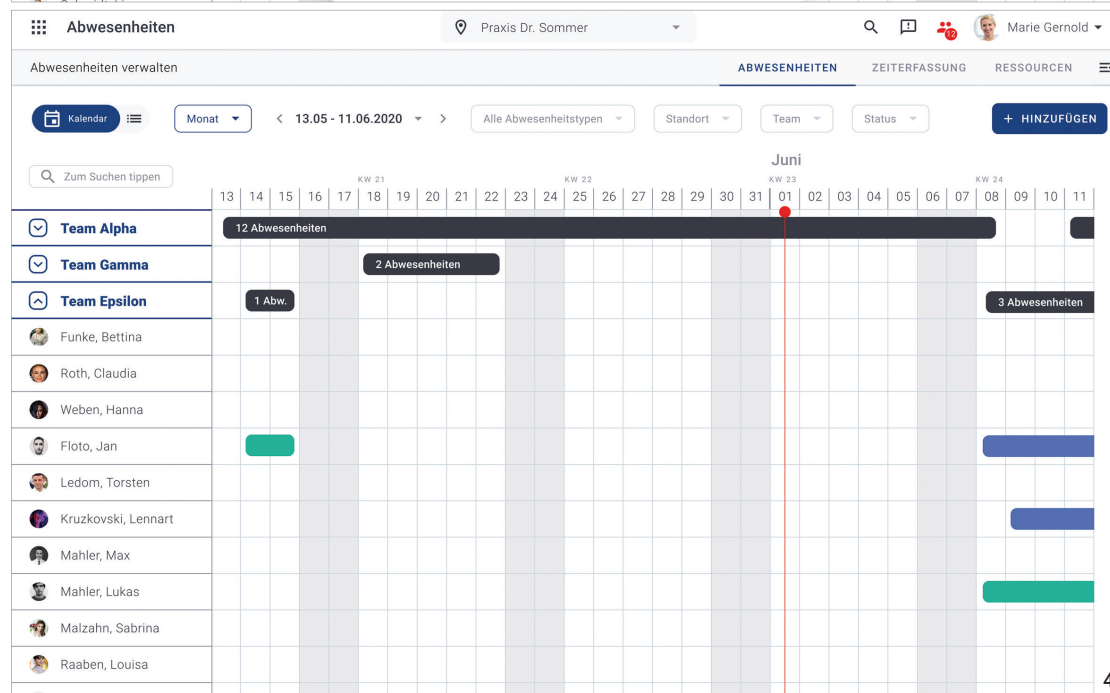 Abwesenheiten
Praxis Dr. Sommer
12
Marie Gernold
Abwesenheiten verwalten
ABWESENHEITEN
ZEITERFASSUNG
RESSOURCEN
Kalendar
Monat
13.05 - 11.06.2020
Alle Abwesenheitstypen
Standort
Team
Status
+ HINZUFÜGEN
Juni
Zum Suchen tippen
KW 21
KW 22
KW 23
KW 24
13 14 15 16 17 18 19 20 21 22 23 24 25 26 27 28 29 30 31 01 02 03 04 05 06 07 08 09 10 11
Team Alpha
12 Abwesenheiten
Team Gamma
2 Abwesenheiten
Team Epsilon
1 Abw.
3 Abwesenheiten
Funke, Bettina
Roth, Claudia
Weben, Hanna
Floto, Jan
Ledom, Torsten
Kruzkovski, Lennart
Mahler, Max
Mahler, Lukas
Malzahn, Sabrina
Raaben, Louisa